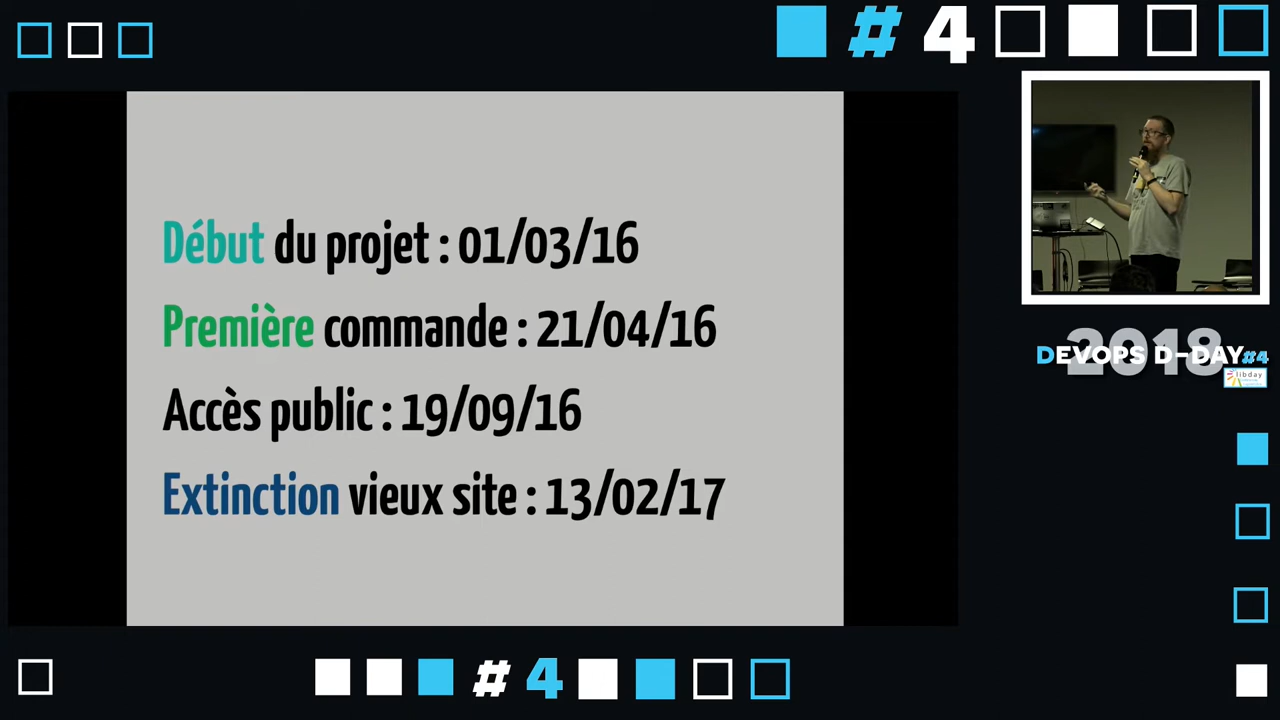 #4
Début du projet : 01/03/16
Première commande : 21/04/16
Accès public : 19/09/16
Extinction vieux site : 13/02/17
2018
DEVOPS D-DAY#4
libday
#4